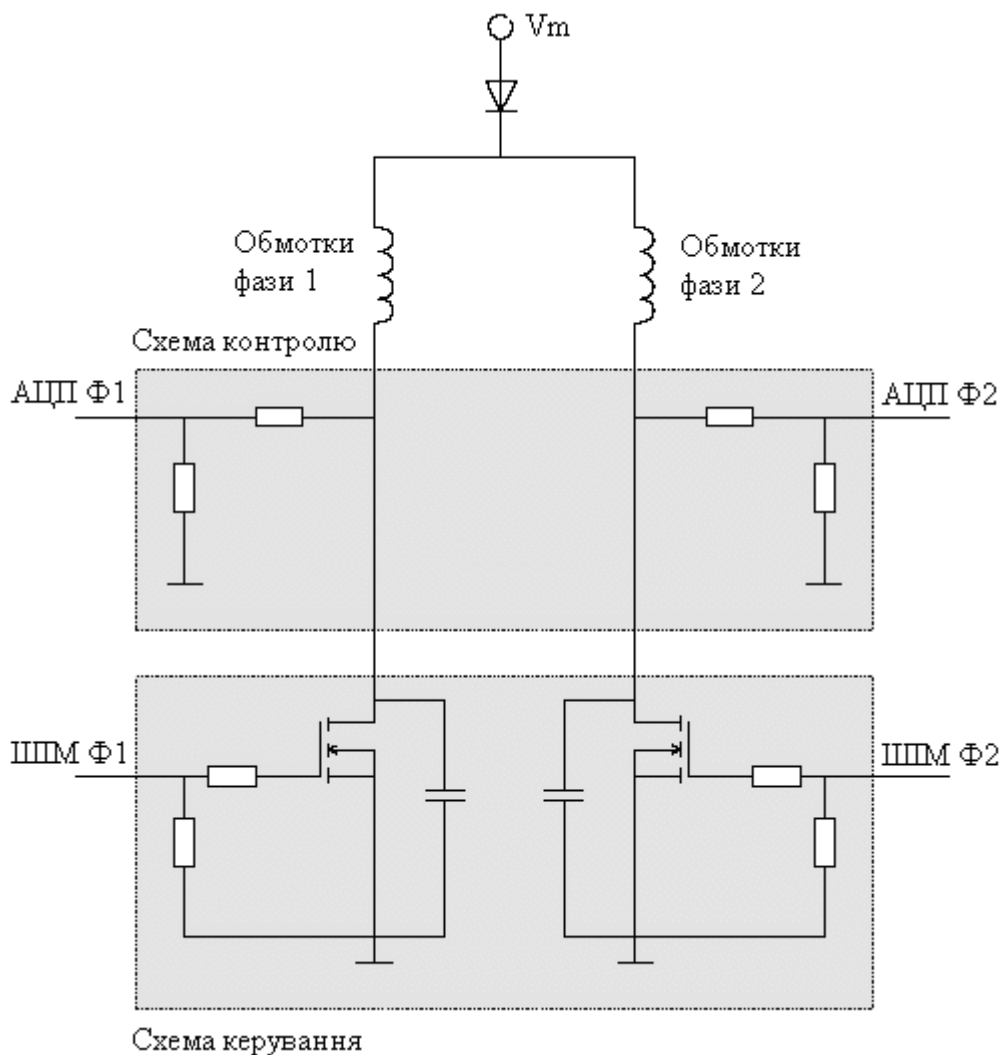 Vm
Обмотки
фази 1
Обмотки
фази 2
Схема контролю
АЦП Ф1
АЦП Ф2
ШІМ Ф1
ШІМ Ф2
Схема керування